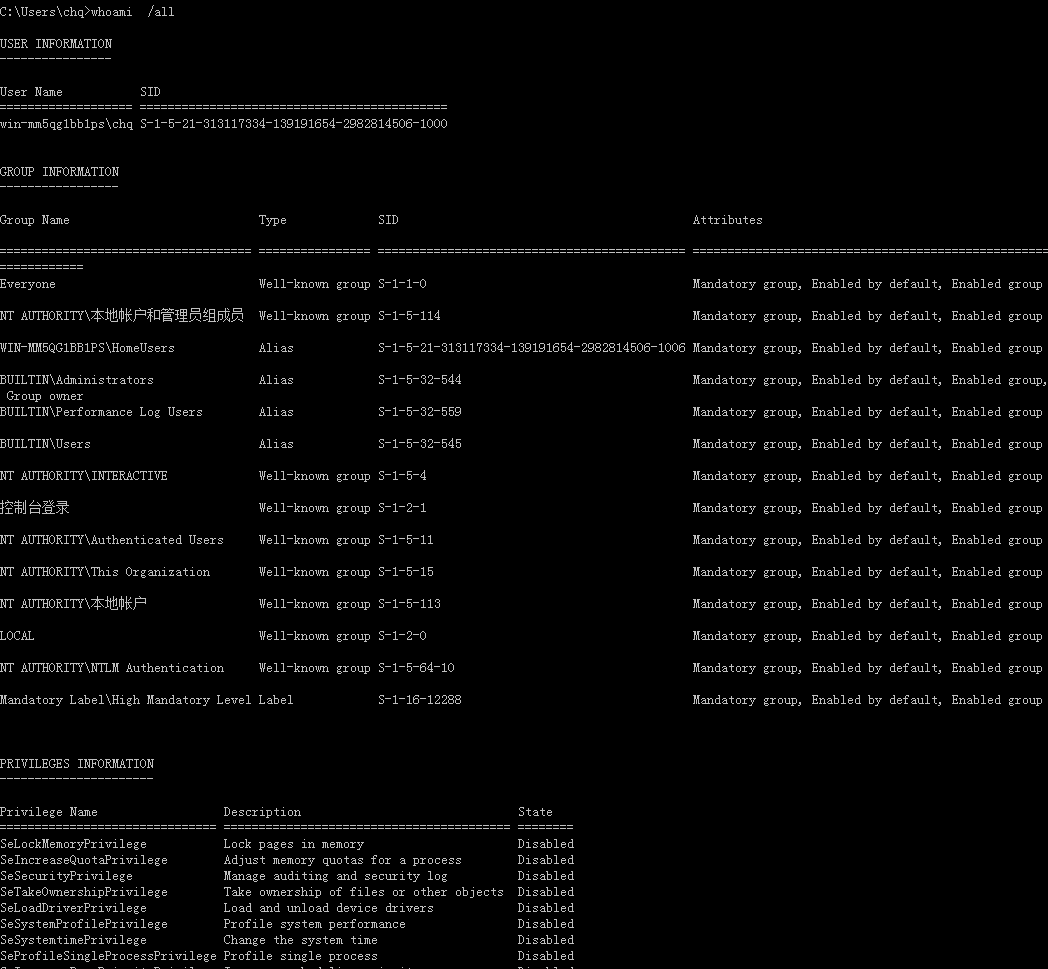 C:\Users\chq>whoami  /all
USER INFORMATION
----------------
User Name           SID
=================== ============================================
win-mm5qg1bb1ps\chq S-1-5-21-313117334-139191654-2982814506-1000
GROUP INFORMATION
-----------------
Group Name                           Type             SID                                          Attributes
==================================== ================ ============================================ ===================================================
============
Everyone                             Well-known group S-1-1-0                                      Mandatory group, Enabled by default, Enabled group
NT AUTHORITY\本地帐户和管理员组成员  Well-known group S-1-5-114                                    Mandatory group, Enabled by default, Enabled group
WIN-MM5QG1BB1PS\HomeUsers            Alias            S-1-5-21-313117334-139191654-2982814506-1006 Mandatory group, Enabled by default, Enabled group
BUILTIN\Administrators               Alias            S-1-5-32-544                                 Mandatory group, Enabled by default, Enabled group,
 Group owner
BUILTIN\Performance Log Users        Alias            S-1-5-32-559                                 Mandatory group, Enabled by default, Enabled group
BUILTIN\Users                        Alias            S-1-5-32-545                                 Mandatory group, Enabled by default, Enabled group
NT AUTHORITY\INTERACTIVE             Well-known group S-1-5-4                                      Mandatory group, Enabled by default, Enabled group
控制台登录                           Well-known group S-1-2-1                                      Mandatory group, Enabled by default, Enabled group
NT AUTHORITY\Authenticated Users     Well-known group S-1-5-11                                     Mandatory group, Enabled by default, Enabled group
NT AUTHORITY\This Organization       Well-known group S-1-5-15                                     Mandatory group, Enabled by default, Enabled group
NT AUTHORITY\本地帐户                Well-known group S-1-5-113                                    Mandatory group, Enabled by default, Enabled group
LOCAL                                Well-known group S-1-2-0                                      Mandatory group, Enabled by default, Enabled group
NT AUTHORITY\NTLM Authentication     Well-known group S-1-5-64-10                                  Mandatory group, Enabled by default, Enabled group
Mandatory Label\High Mandatory Level Label            S-1-16-12288                                 Mandatory group, Enabled by default, Enabled group
PRIVILEGES INFORMATION
----------------------
Privilege Name                  Description                               State
=============================== ========================================= ========
SeLockMemoryPrivilege           Lock pages in memory                      Disabled
SeIncreaseQuotaPrivilege        Adjust memory quotas for a process        Disabled
SeSecurityPrivilege             Manage auditing and security log          Disabled
SeTakeOwnershipPrivilege        Take ownership of files or other objects  Disabled
SeLoadDriverPrivilege           Load and unload device drivers            Disabled
SeSystemProfilePrivilege        Profile system performance                Disabled
SeSystemtimePrivilege           Change the system time                    Disabled
SeProfileSingleProcessPrivilege Profile single process                    Disabled